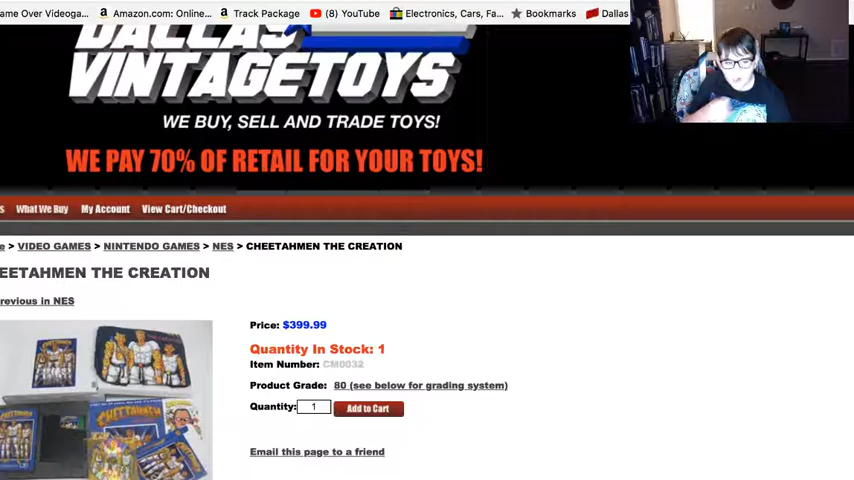 ame Over Videoga...
Amazon.com: Online...
Track Package
(8) YouTube
Electronics, Cars, Fa...
Bookmarks
Dallas
DALLAS
VINTAGETOYS
WE BUY, SELL AND TRADE TOYS!
WE PAY 70% OF RETAIL FOR YOUR TOYS!
s
What We Buy
My Account
View Cart/Checkout
e > VIDEO GAMES > NINTENDO GAMES > NES > CHEETAHMEN THE CREATION
EETAHMEN THE CREATION
revious in NES
Price: $399.99
Quantity In Stock: 1
Item Number: CM0032
Product Grade: 80 (see below for grading system)
Quantity: 1 Add to Cart
Email this page to a friend